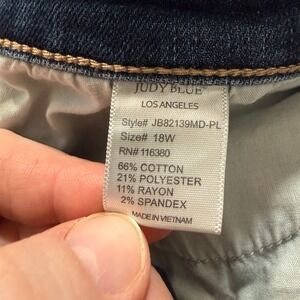 JUDY BLUE
LOS ANGELES
Style# JB82139MD-PL
Size# 18W
RN# 116380
66% COTTON
21% POLYESTER
11% RAYON
2% SPANDEX
MADE IN VIETNAM